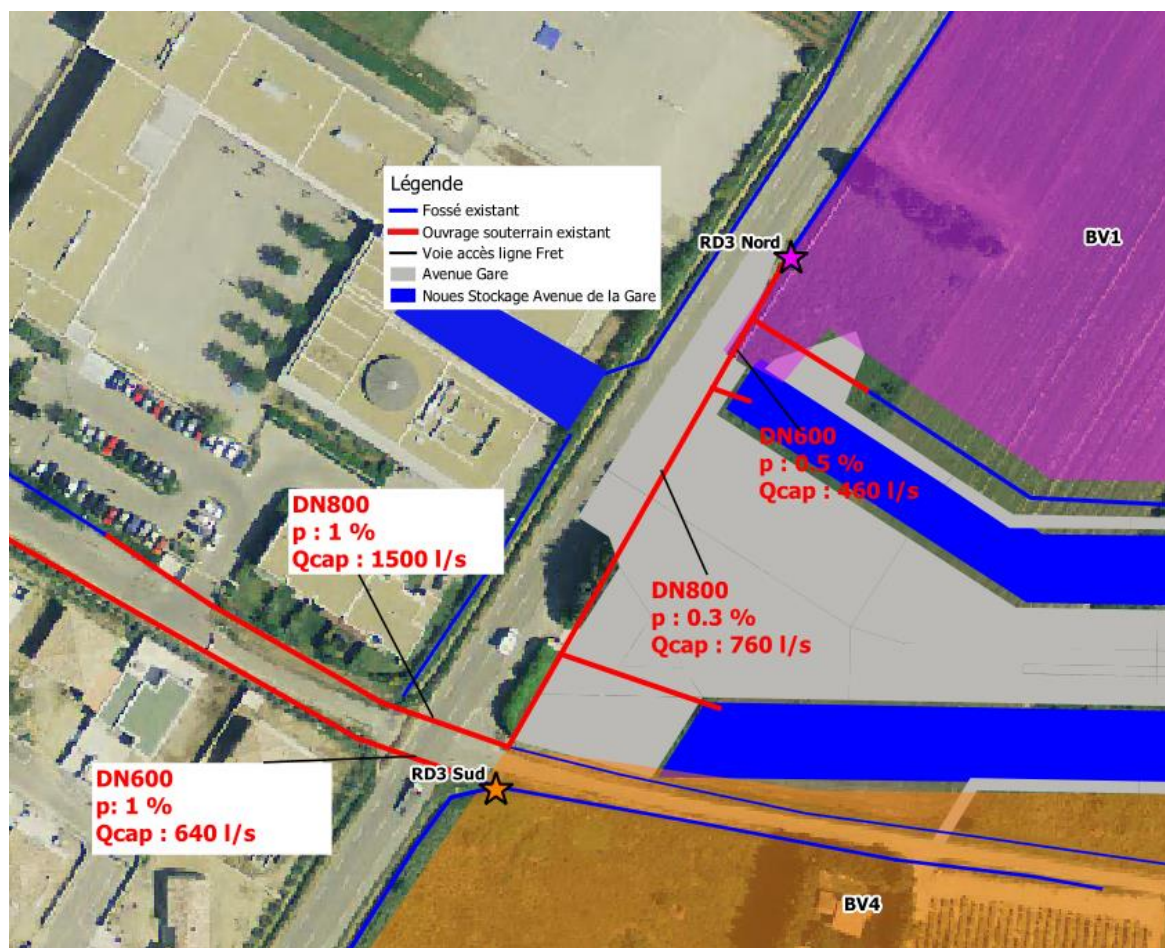 Légende
Fossé existant
Ouvrage souterrain existant
Voie accès ligne Fret
Avenue Gare
Noues Stockage Avenue de la Gare
RD3 Nord
BV1
DN600
p : 0.5 %
Qcap : 460 l/s
DN800
p : 1 %
Qcap : 1500 l/s
DN800
p : 0.3 %
Qcap : 760 l/s
RD3 Sud
DN600
p: 1 %
Qcap : 640 l/s
BV4